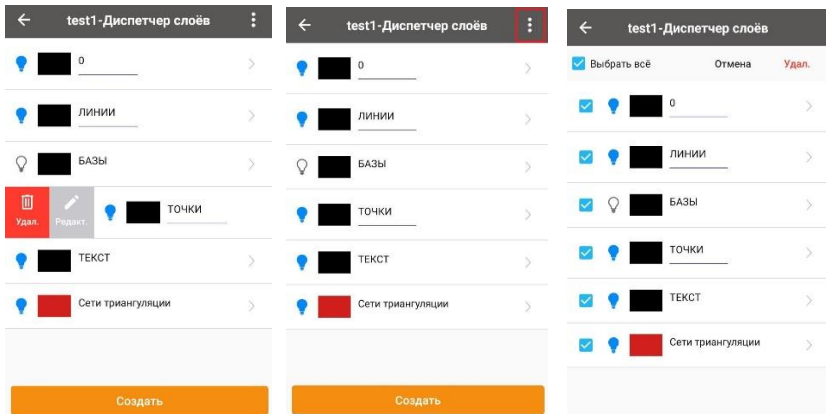 test1-Диспетчер слоёв
0
ЛИНИИ
БАЗЫ
Удал. Редакт. ТОЧКИ
ТЕКСТ
Сети триангуляции
Создать
test1-Диспетчер слоёв
0
ЛИНИИ
БАЗЫ
ТОЧКИ
ТЕКСТ
Сети триангуляции
Создать
test1-Диспетчер слоёв
Выбрать всё Отмена Удал.
0
ЛИНИИ
БАЗЫ
ТОЧКИ
ТЕКСТ
Сети триангуляции